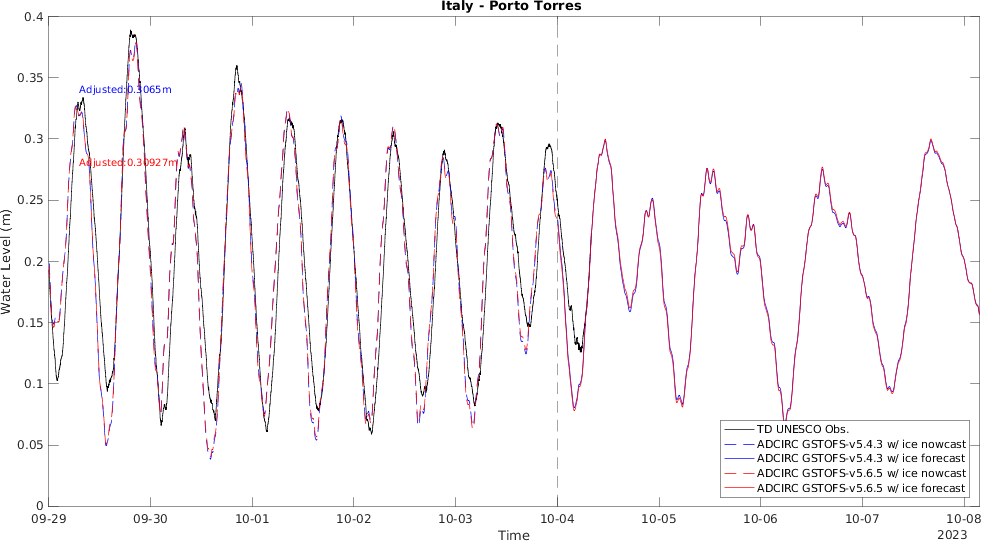 Italy - Porto Torres
0.4
0.35
0.3
0.25
0.2
0.15
0.1
0.05
0
Water Level (m)
Adjusted:0.3065m
Adjusted:0.30927m
TD UNESCO Obs.
ADCIRC GSTOFS-v5.4.3 w/ ice nowcast
ADCIRC GSTOFS-v5.4.3 w/ ice forecast
ADCIRC GSTOFS-v5.6.5 w/ ice nowcast
ADCIRC GSTOFS-v5.6.5 w/ ice forecast
09-29 09-30 10-01 10-02 10-03 10-04 10-05 10-06 10-07 10-08
Time
2023